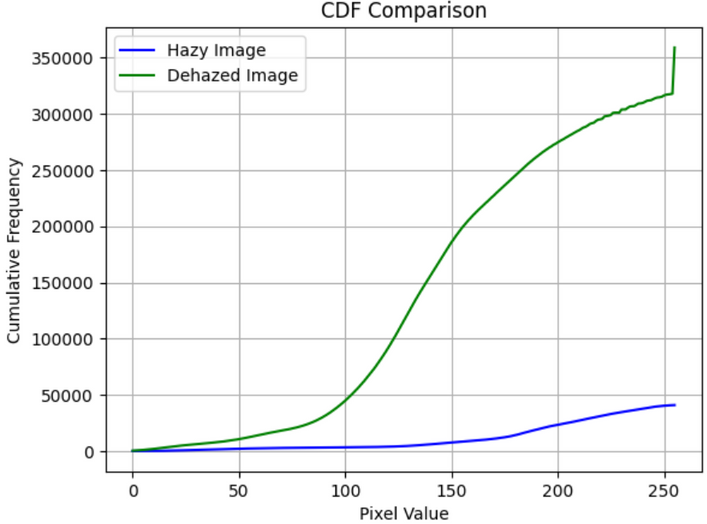 CDF Comparison
Hazy Image
Dehazed Image
350000
300000
250000
200000
150000
100000
50000
0
Cumulative Frequency
0 50 100 150 200 250
Pixel Value